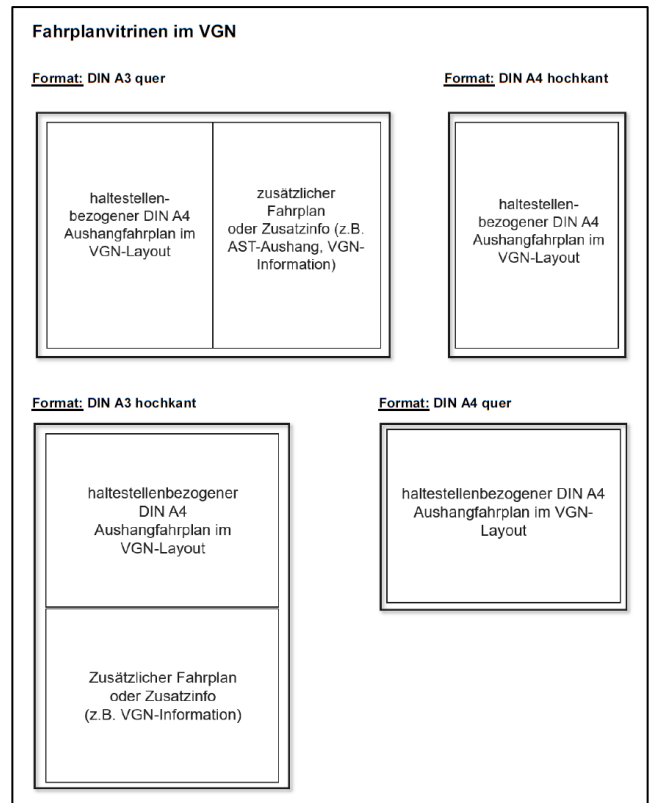 Fahrplanvitrinen im VGN
Format: DIN A3 quer
Format: DIN A4 hochkant
haltestellen-
bezogener DIN A4
Aushangfahrplan im
VGN-Layout
zusätzlicher
Fahrplan
oder Zusatzinfo (z.B.
AST-Aushang, VGN-
Information)
haltestellen-
bezogener DIN A4
Aushangfahrplan im
VGN-Layout
Format: DIN A3 hochkant
Format: DIN A4 quer
haltestellenbezogener
DIN A4
Aushangfahrplan im
VGN-Layout
Zusätzlicher Fahrplan
oder Zusatzinfo
(z.B. VGN-Information)
haltestellenbezogener DIN A4
Aushangfahrplan im VGN-
Layout